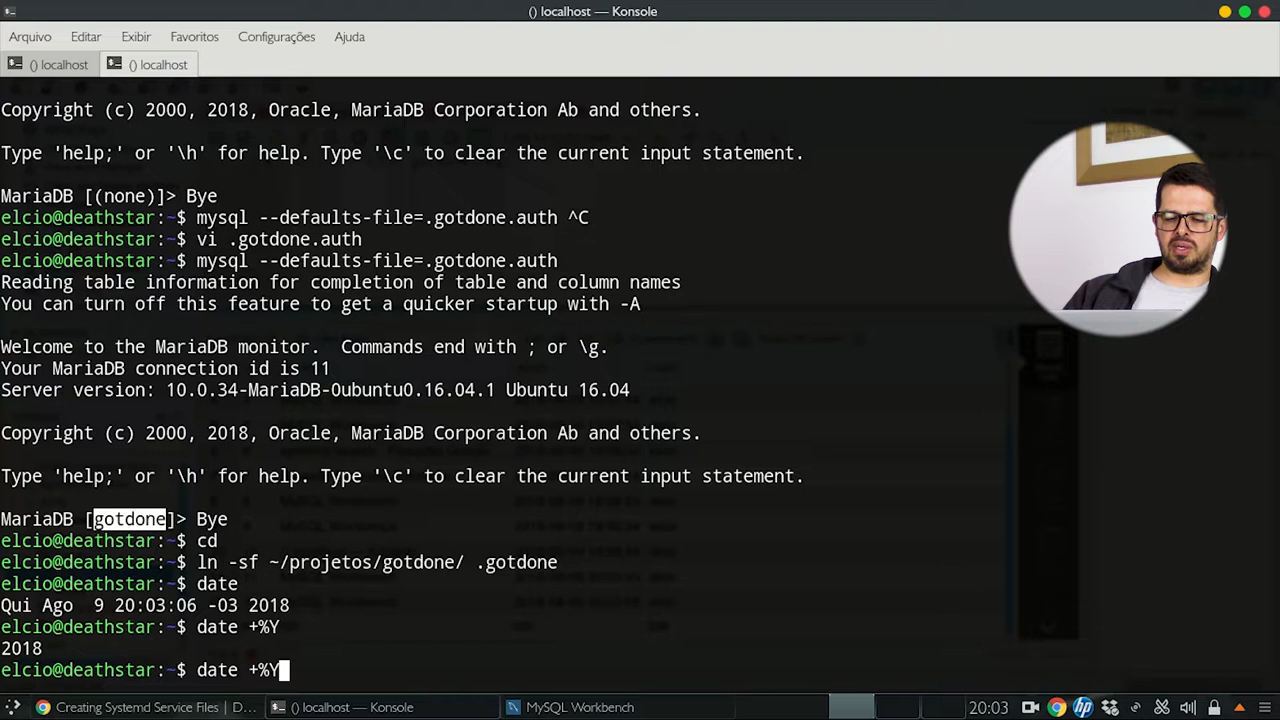 () localhost — Konsole
Arquivo Editar Exibir Favoritos Configurações Ajuda
() localhost () localhost
Copyright (c) 2000, 2018, Oracle, MariaDB Corporation Ab and others.
Type 'help;' or '\h' for help. Type '\c' to clear the current input statement.
MariaDB [(none)]> Bye
elcio@deathstar:~$ mysql --defaults-file=.gotdone.auth ^C
elcio@deathstar:~$ vi .gotdone.auth
elcio@deathstar:~$ mysql --defaults-file=.gotdone.auth
Reading table information for completion of table and column names
You can turn off this feature to get a quicker startup with -A
Welcome to the MariaDB monitor.  Commands end with ; or \g.
Your MariaDB connection id is 11
Server version: 10.0.34-MariaDB-0ubuntu0.16.04.1 Ubuntu 16.04
Copyright (c) 2000, 2018, Oracle, MariaDB Corporation Ab and others.
Type 'help;' or '\h' for help. Type '\c' to clear the current input statement.
MariaDB [gotdone]> Bye
elcio@deathstar:~$ cd
elcio@deathstar:~$ ln -sf ~/projetos/gotdone/ .gotdone
elcio@deathstar:~$ date
Qui Ago  9 20:03:06 -03 2018
elcio@deathstar:~$ date +%Y
2018
elcio@deathstar:~$ date +%Y
Creating Systemd Service Files | D... () localhost — Konsole MySQL Workbench 20:03